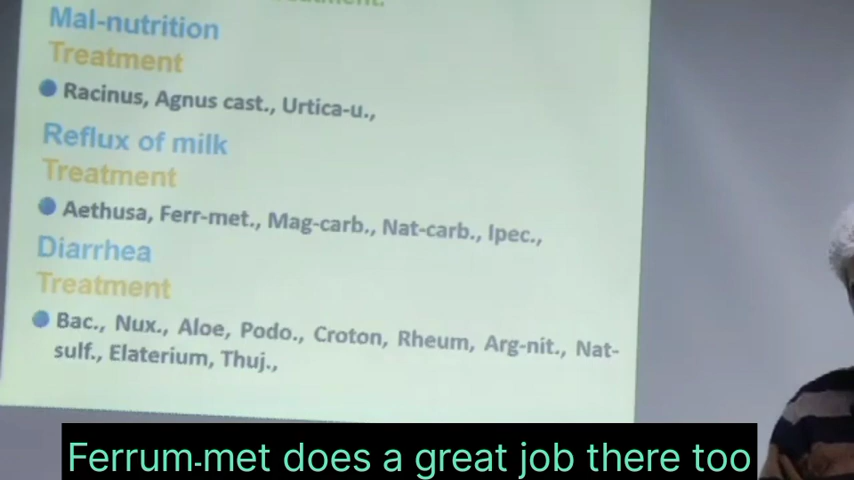 Mal-nutrition
Treatment
Racinus, Agnus cast., Urtica-u.,
Reflux of milk
Treatment
Aethusa, Ferr-met., Mag-carb., Nat-carb., Ipec.,
Diarrhea
Treatment
Bac., Nux., Aloe, Podo., Croton, Rheum, Arg-nit., Nat-
sulf., Elaterium, Thuj.,
Ferrum-met does a great job there too